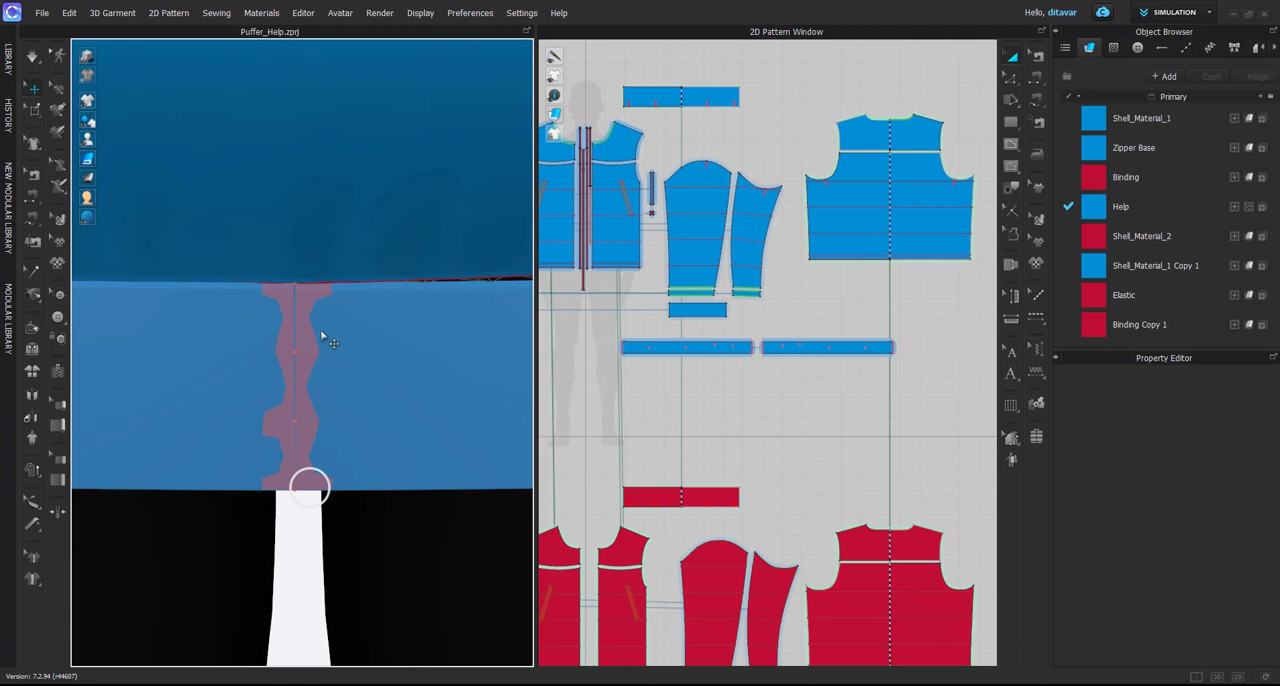 File Edit 3D Garment 2D Pattern Sewing Materials Editor Avatar Render Display Preferences Settings Help
Hello, ditavar
SIMULATION
Puffer_Help.zprj
2D Pattern Window
Object Browser
LIBRARY
HISTORY
NEW MODULAR LIBRARY
MODULAR LIBRARY
Add Copy Assign
Primary
Shell_Material_1
Zipper Base
Binding
Help
Shell_Material_2
Shell_Material_1 Copy 1
Elastic
Binding Copy 1
Property Editor
Version: 7.2.94 (r44607)
3D 2D